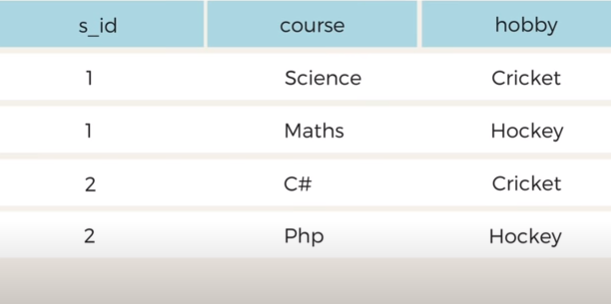 s_id course hobby
1 Science Cricket
1 Maths Hockey
2 C# Cricket
2 Php Hockey